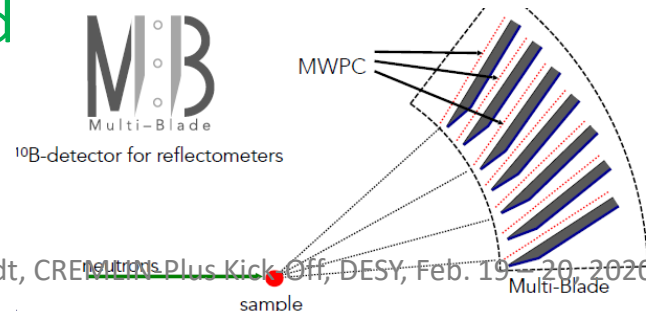 d
M B
Multi-Blade
MWPC
¹⁰B-detector for reflectometers
neutrons
dt, CREMLIN Plus Kick Off, DESY, Feb. 19 – 20, 2020
Multi-Blade
sample